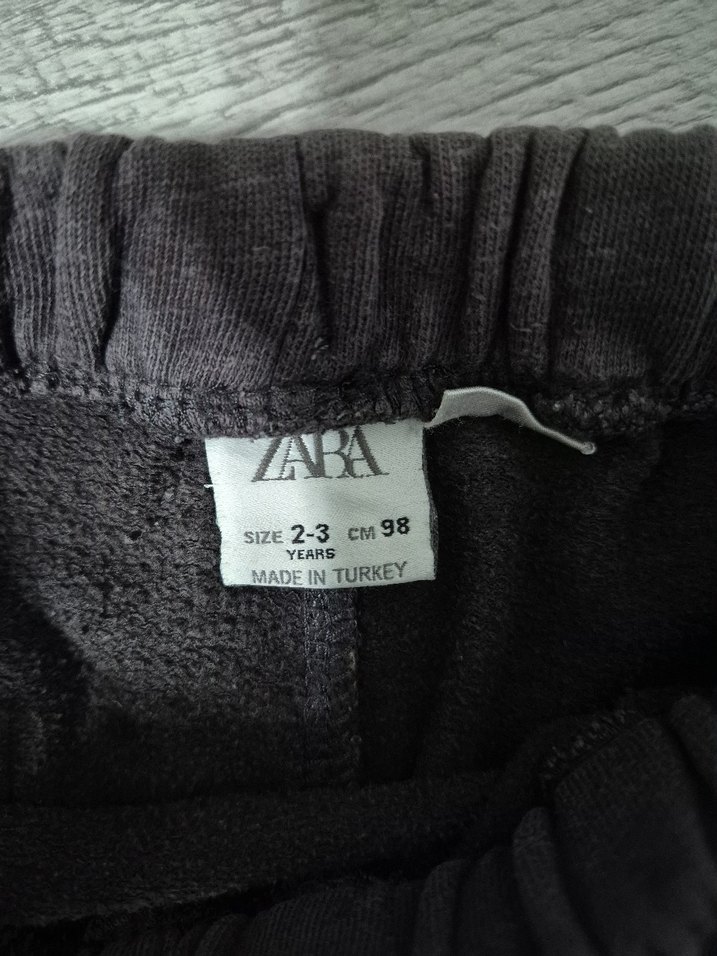 ZARA
SIZE 2-3 CM 98
YEARS
MADE IN TURKEY